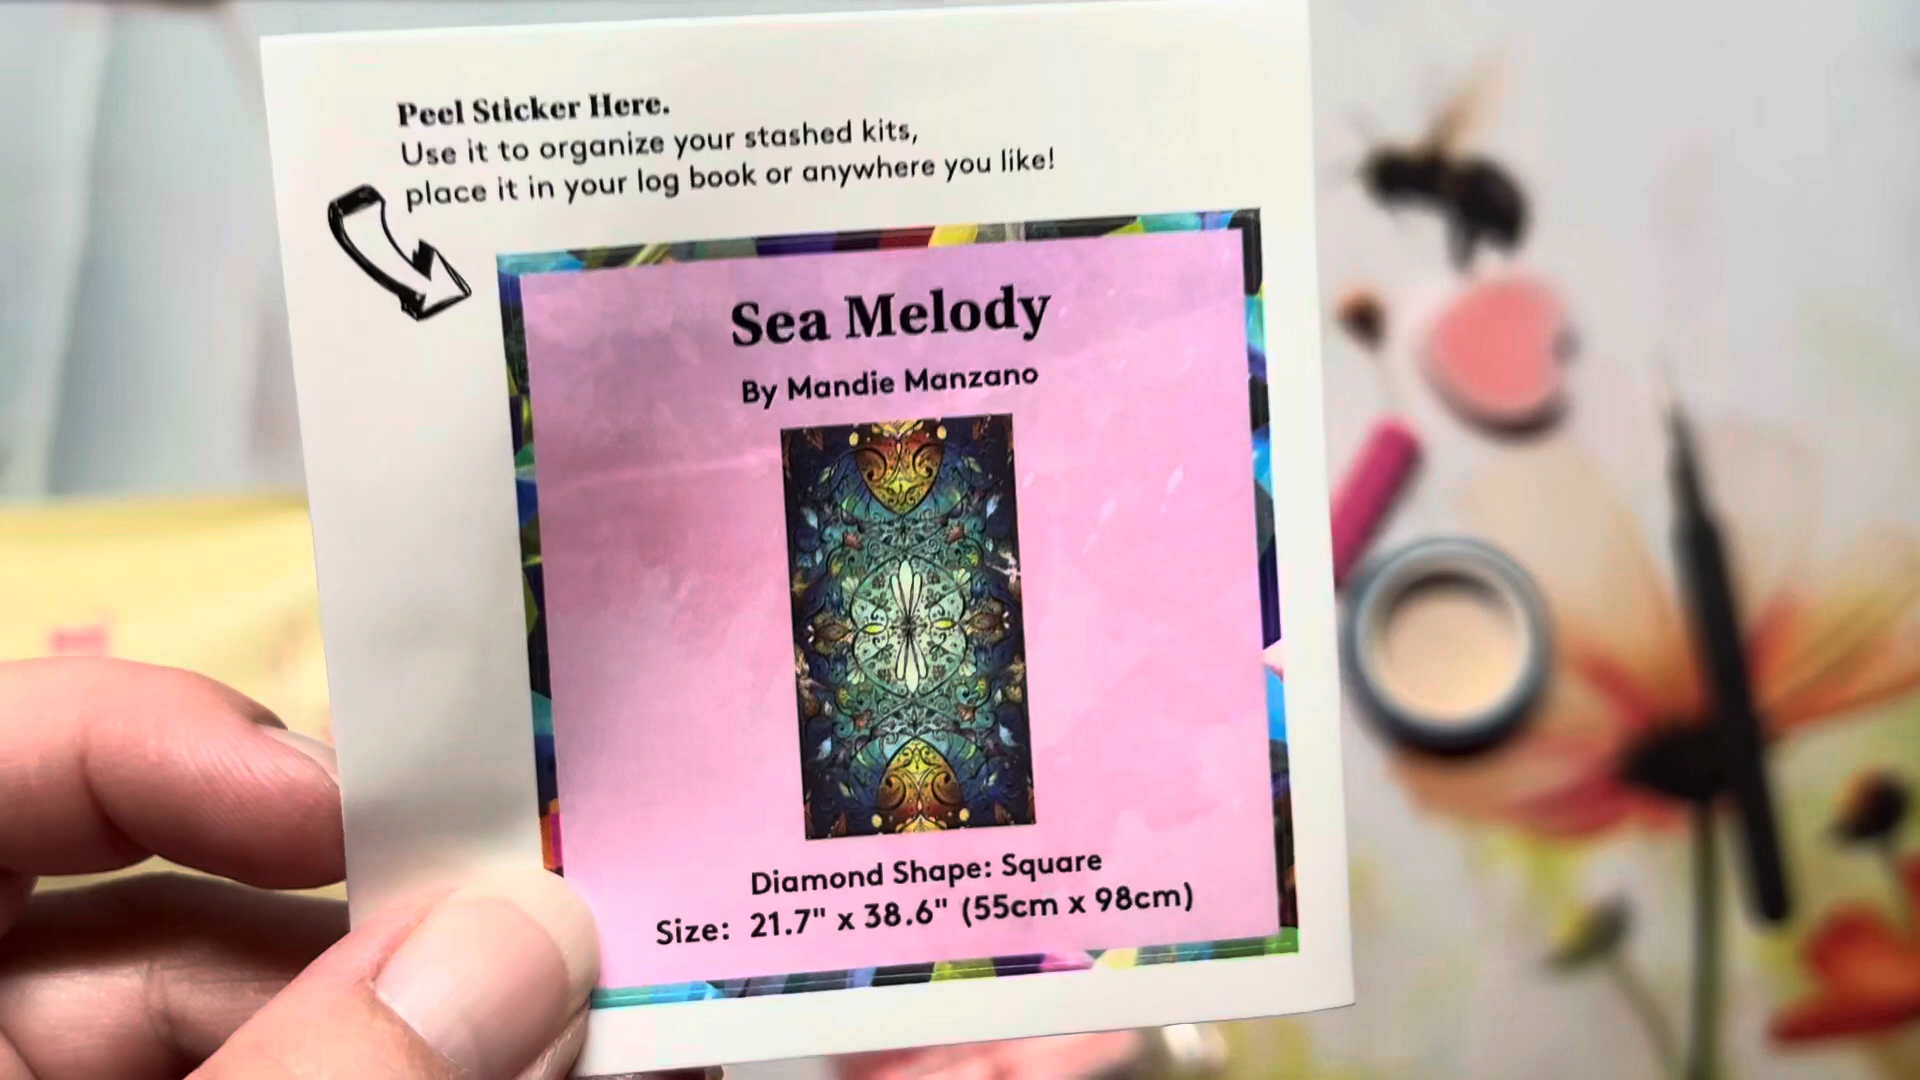 Peel Sticker Here.
Use it to organize your stashed kits,
place it in your log book or anywhere you like!
Sea Melody
By Mandie Manzano
Diamond Shape: Square
Size: 21.7" x 38.6" (55cm x 98cm)